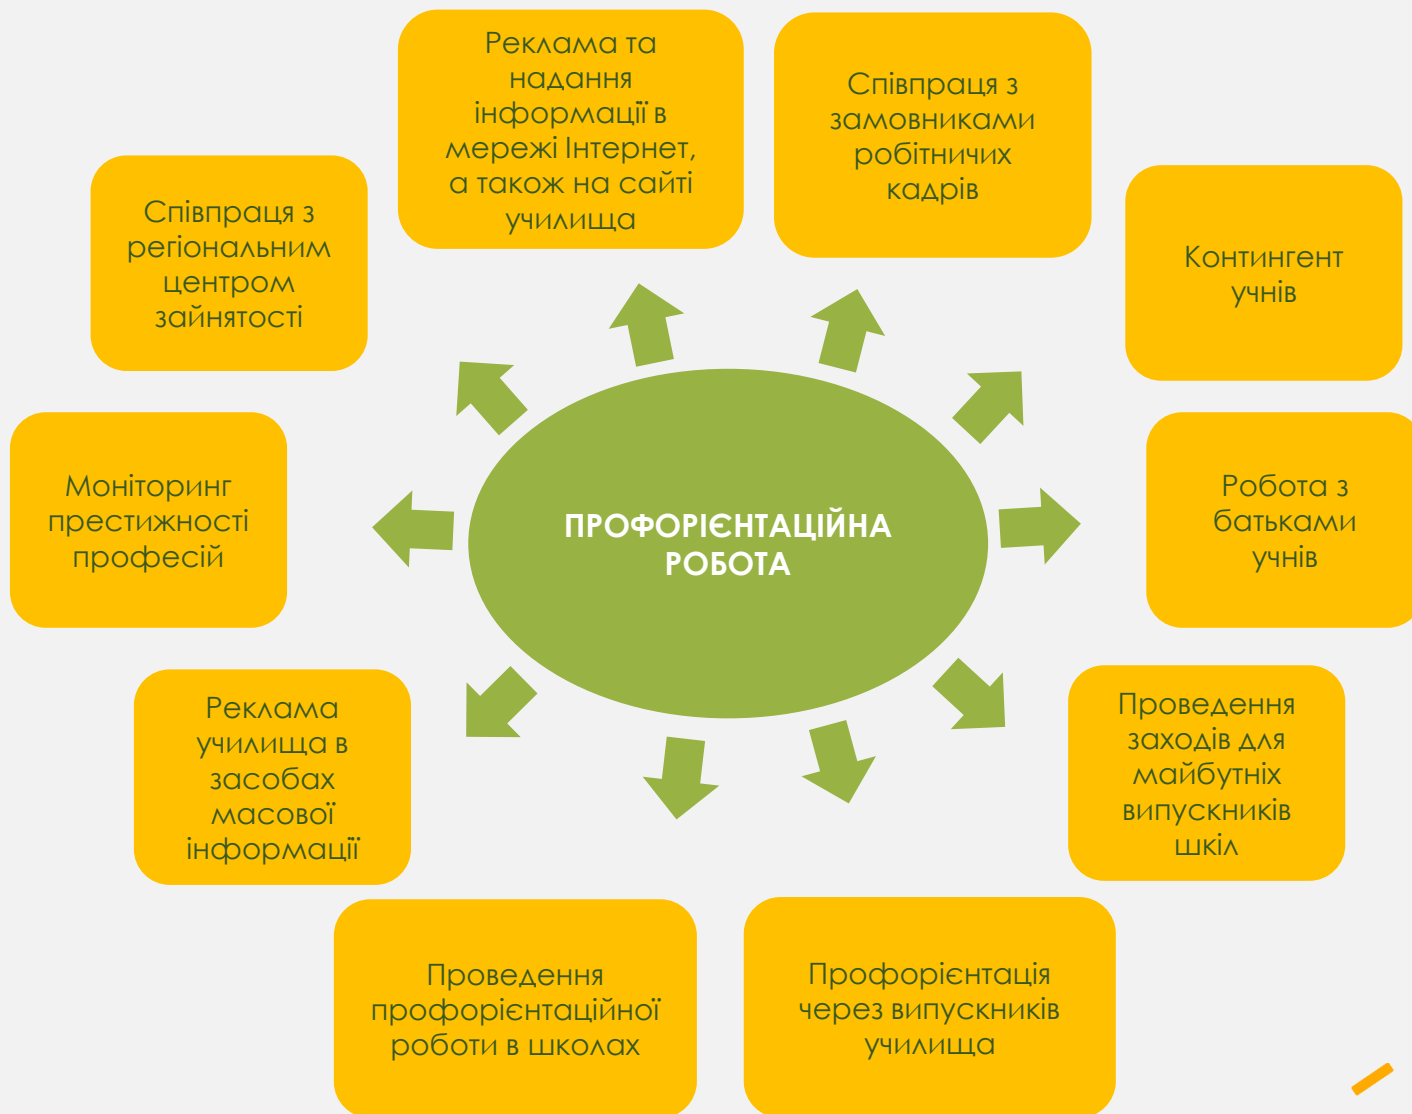 Реклама та
надання
інформації в
мережі Інтернет,
а також на сайті
училища
Співпраця з
замовниками
робітничих
кадрів
Співпраця з
регіональним
центром
зайнятості
Контингент
учнів
Моніторинг
престижності
професій
ПРОФОРІЄНТАЦІЙНА
РОБОТА
Робота з
батьками
учнів
Реклама
училища в
засобах
масової
інформації
Проведення
заходів для
майбутніх
випускників
шкіл
Проведення
профорієнтаційної
роботи в школах
Профорієнтація
через випускників
училища